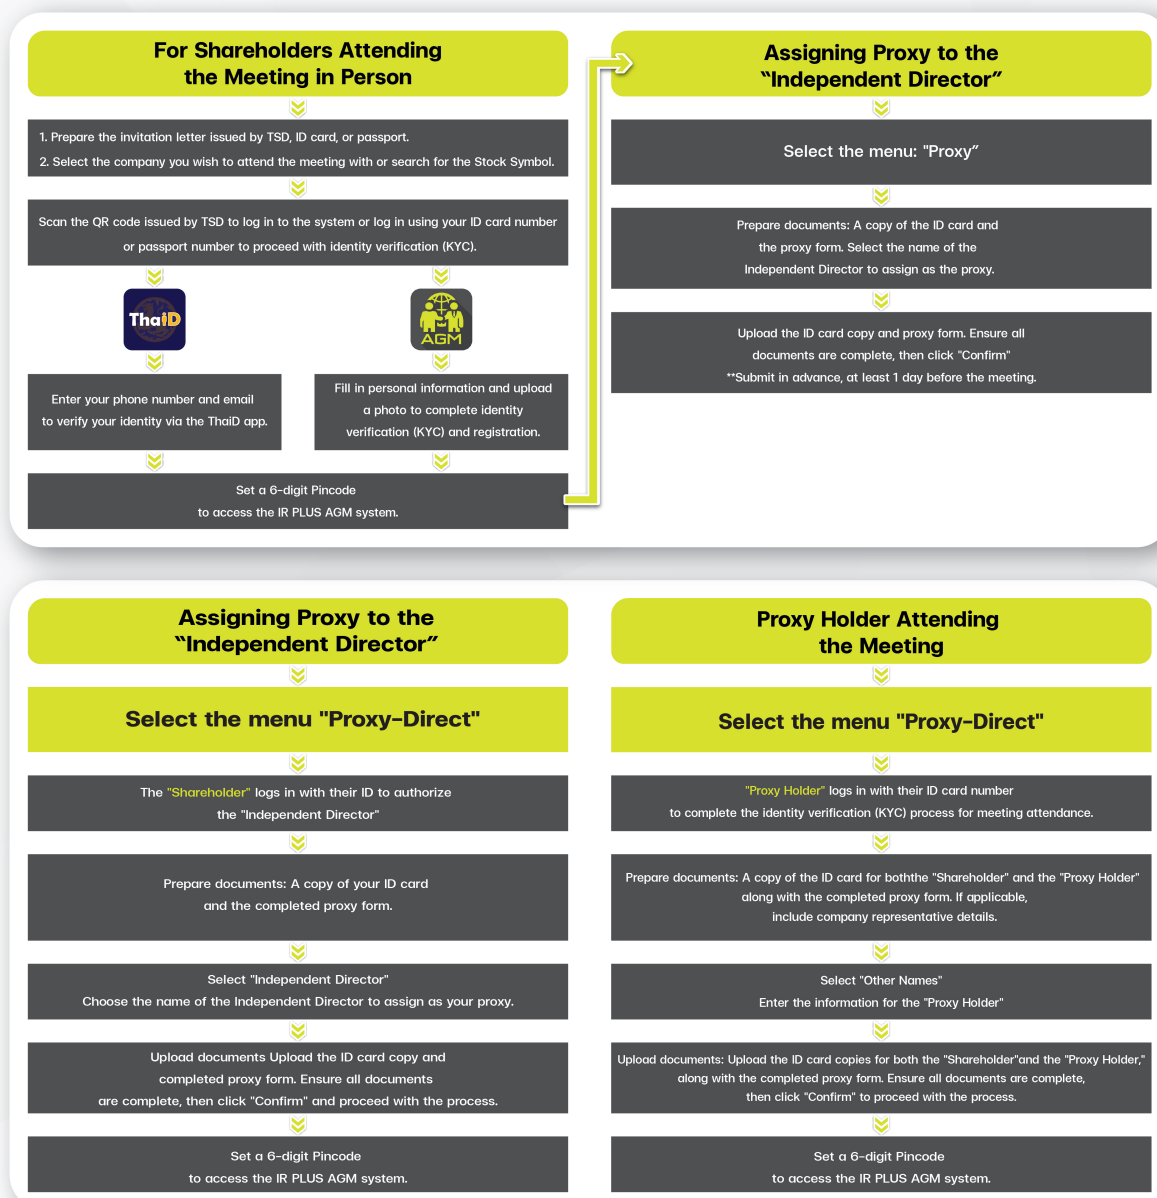 For Shareholders Attending
the Meeting in Person
1. Prepare the invitation letter issued by TSD, ID card, or passport.
2. Select the company you wish to attend the meeting with or search for the Stock Symbol.
Scan the QR code issued by TSD to log in to the system or log in using your ID card number
or passport number to proceed with identity verification (KYC).
ThaiD
AGM
Enter your phone number and email
to verify your identity via the ThaiD app.
Fill in personal information and upload
a photo to complete identity
verification (KYC) and registration.
Set a 6-digit Pincode
to access the IR PLUS AGM system.
Assigning Proxy to the
“Independent Director”
Select the menu: "Proxy”
Prepare documents: A copy of the ID card and
the proxy form. Select the name of the
Independent Director to assign as the proxy.
Upload the ID card copy and proxy form. Ensure all
documents are complete, then click "Confirm"
**Submit in advance, at least 1 day before the meeting.
Assigning Proxy to the
“Independent Director”
Select the menu "Proxy-Direct"
The "Shareholder" logs in with their ID to authorize
the "Independent Director"
Prepare documents: A copy of your ID card
and the completed proxy form.
Select "Independent Director"
Choose the name of the Independent Director to assign as your proxy.
Upload documents Upload the ID card copy and
completed proxy form. Ensure all documents
are complete, then click "Confirm" and proceed with the process.
Set a 6-digit Pincode
to access the IR PLUS AGM system.
Proxy Holder Attending
the Meeting
Select the menu "Proxy-Direct"
"Proxy Holder" logs in with their ID card number
to complete the identity verification (KYC) process for meeting attendance.
Prepare documents: A copy of the ID card for boththe "Shareholder" and the "Proxy Holder"
along with the completed proxy form. If applicable,
include company representative details.
Select "Other Names"
Enter the information for the "Proxy Holder"
Upload documents: Upload the ID card copies for both the "Shareholder"and the "Proxy Holder,"
along with the completed proxy form. Ensure all documents are complete,
then click "Confirm" to proceed with the process.
Set a 6-digit Pincode
to access the IR PLUS AGM system.